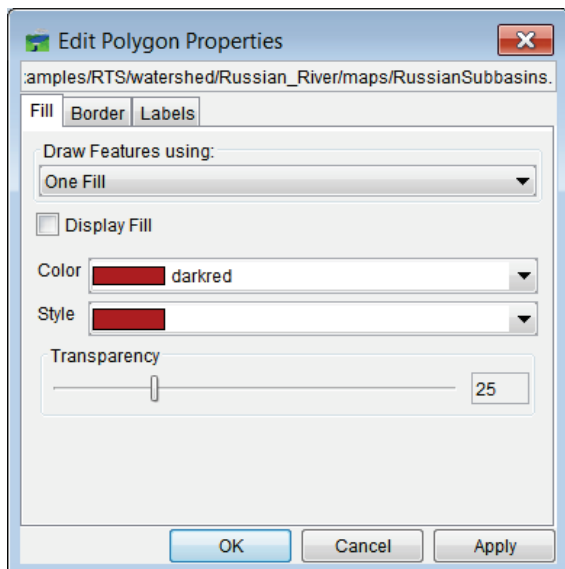 Edit Polygon Properties
amples/RTS/watershed/Russian_River/maps/RussianSubbasins.
Fill Border Labels
Draw Features using:
One Fill
Display Fill
Color darkred
Style
Transparency
25
OK Cancel Apply